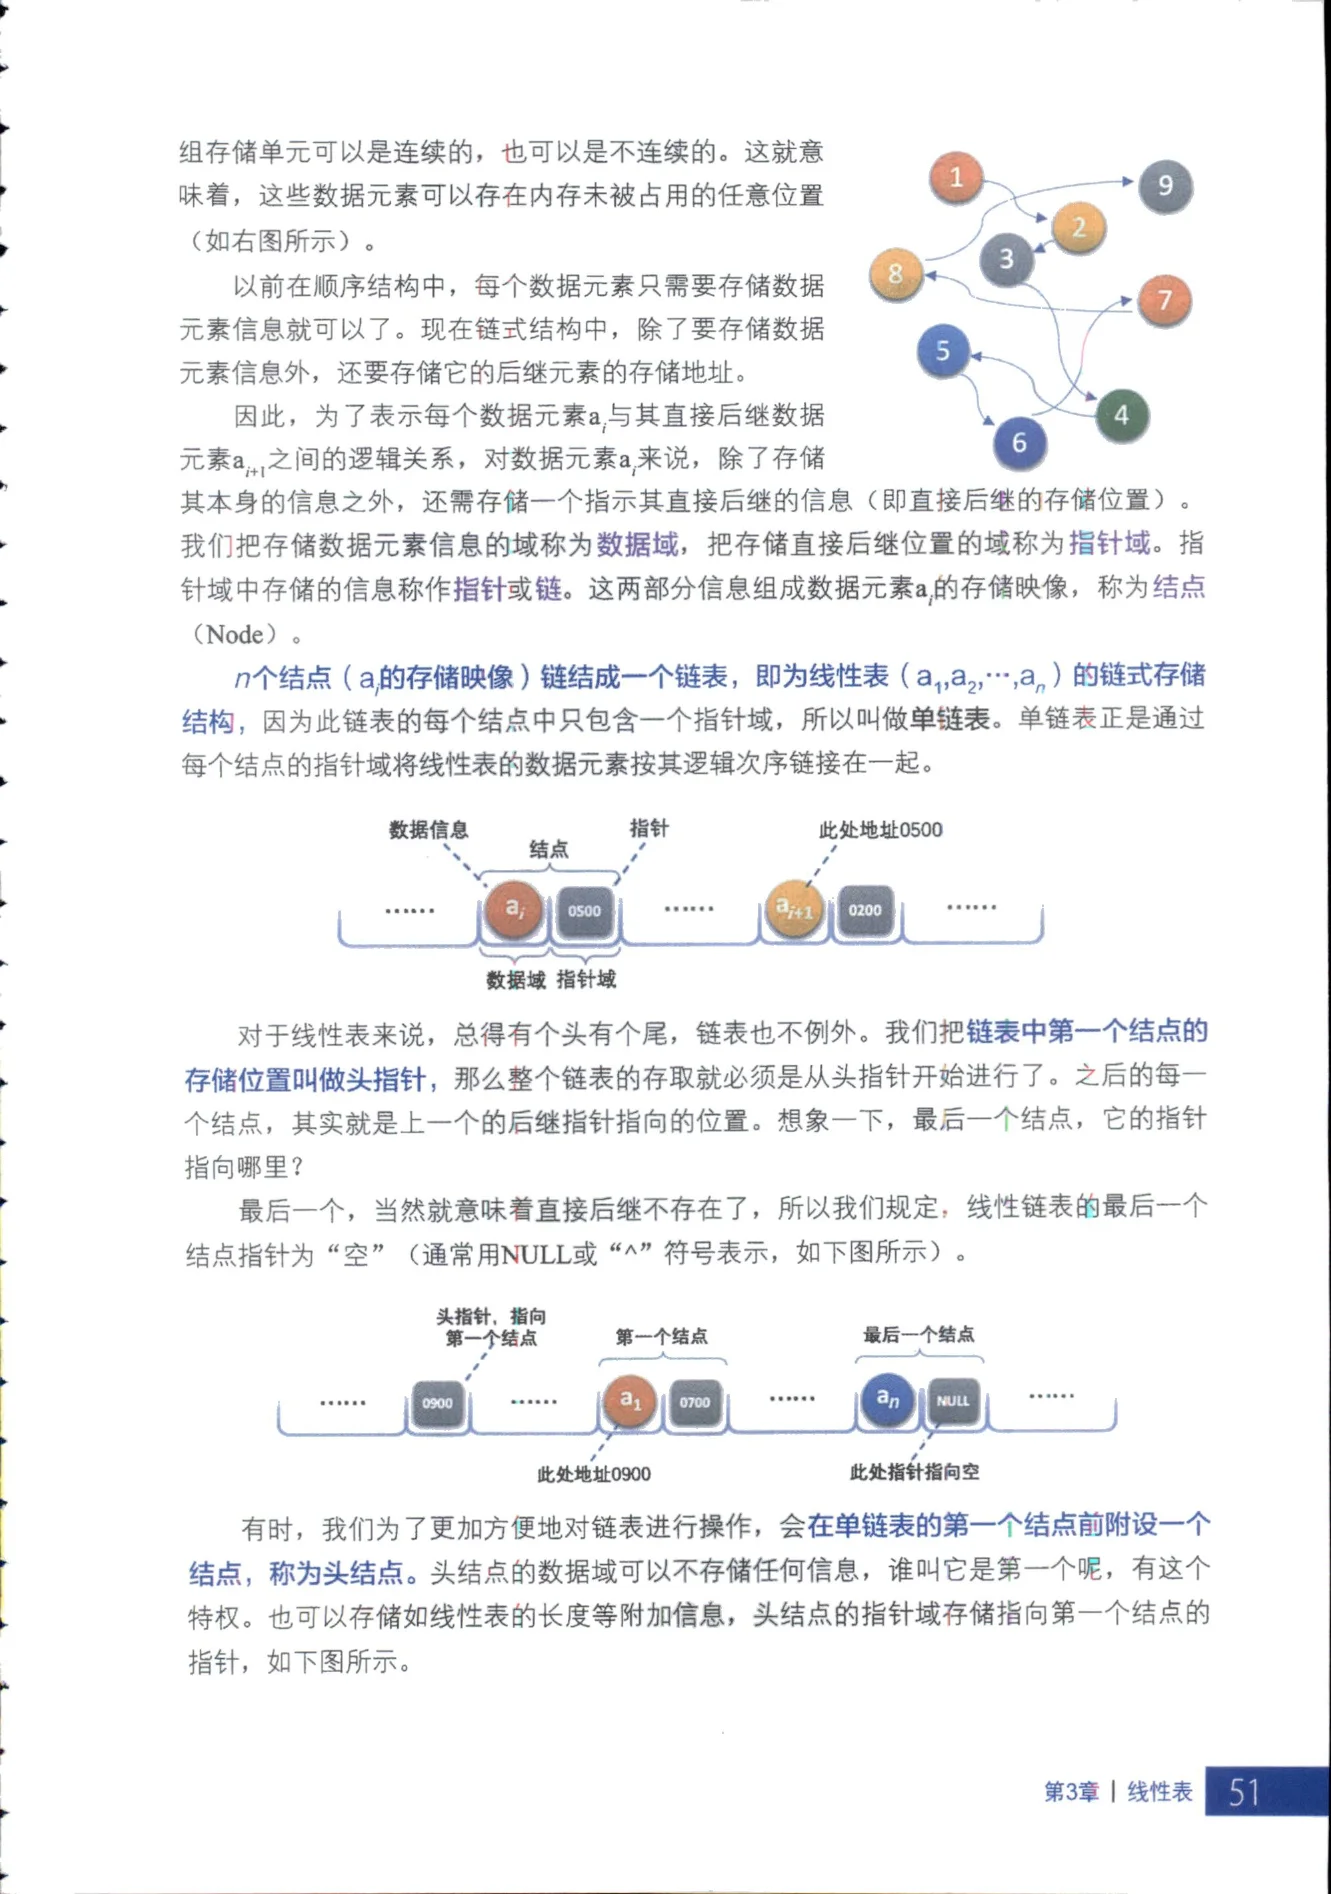 组存储单元可以是连续的，也可以是不连续的。这就意
味着，这些数据元素可以存在内存未被占用的任意位置
（如右图所示）。
以前在顺序结构中，每个数据元素只需要存储数据
元素信息就可以了。现在链式结构中，除了要存储数据
元素信息外，还要存储它的后继元素的存储地址。
因此，为了表示每个数据元素aᵢ与其直接后继数据
元素aᵢ₊₁之间的逻辑关系，对数据元素aᵢ来说，除了存储
1
9
2
3
8
7
5
4
6
其本身的信息之外，还需存储一个指示其直接后继的信息（即直接后继的存储位置）。
我们把存储数据元素信息的域称为数据域，把存储直接后继位置的域称为指针域。指
针域中存储的信息称作指针或链。这两部分信息组成数据元素aᵢ的存储映像，称为结点
（Node）。
n个结点（aᵢ的存储映像）链结成一个链表，即为线性表（a₁,a₂,…,aₙ）的链式存储
结构，因为此链表的每个结点中只包含一个指针域，所以叫做单链表。单链表正是通过
每个结点的指针域将线性表的数据元素按其逻辑次序链接在一起。
数据信息 结点 指针 此处地址0500
…… aᵢ 0500 …… aᵢ₊₁ 0200 ……
数据域 指针域
对于线性表来说，总得有个头有个尾，链表也不例外。我们把链表中第一个结点的
存储位置叫做头指针，那么整个链表的存取就必须是从头指针开始进行了。之后的每一
个结点，其实就是上一个的后继指针指向的位置。想象一下，最后一个结点，它的指针
指向哪里？
最后一个，当然就意味着直接后继不存在了，所以我们规定，线性链表的最后一个
结点指针为“空”（通常用NULL或“^”符号表示，如下图所示）。
头指针，指向
第一个结点 第一个结点 最后一个结点
…… 0900 …… a₁ 0700 …… aₙ NULL ……
此处地址0900 此处指针指向空
有时，我们为了更加方便地对链表进行操作，会在单链表的第一个结点前附设一个
结点，称为头结点。头结点的数据域可以不存储任何信息，谁叫它是第一个呢，有这个
特权。也可以存储如线性表的长度等附加信息，头结点的指针域存储指向第一个结点的
指针，如下图所示。
第3章 | 线性表 51